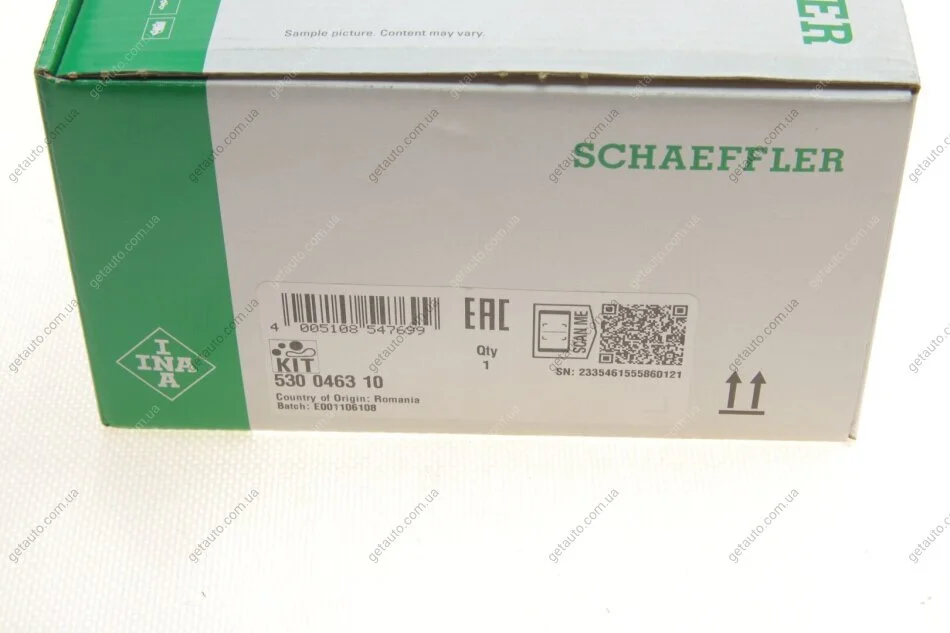 Sample picture. Content may vary.
ER
SCHAEFFLER
4 005108 547699
EAC
Qty
1
SCAN ME
SN: 2335461555860121
KIT
530 0463 10
Country of Origin: Romania
Batch: E001106108
I
INA
A
getauto.com.ua